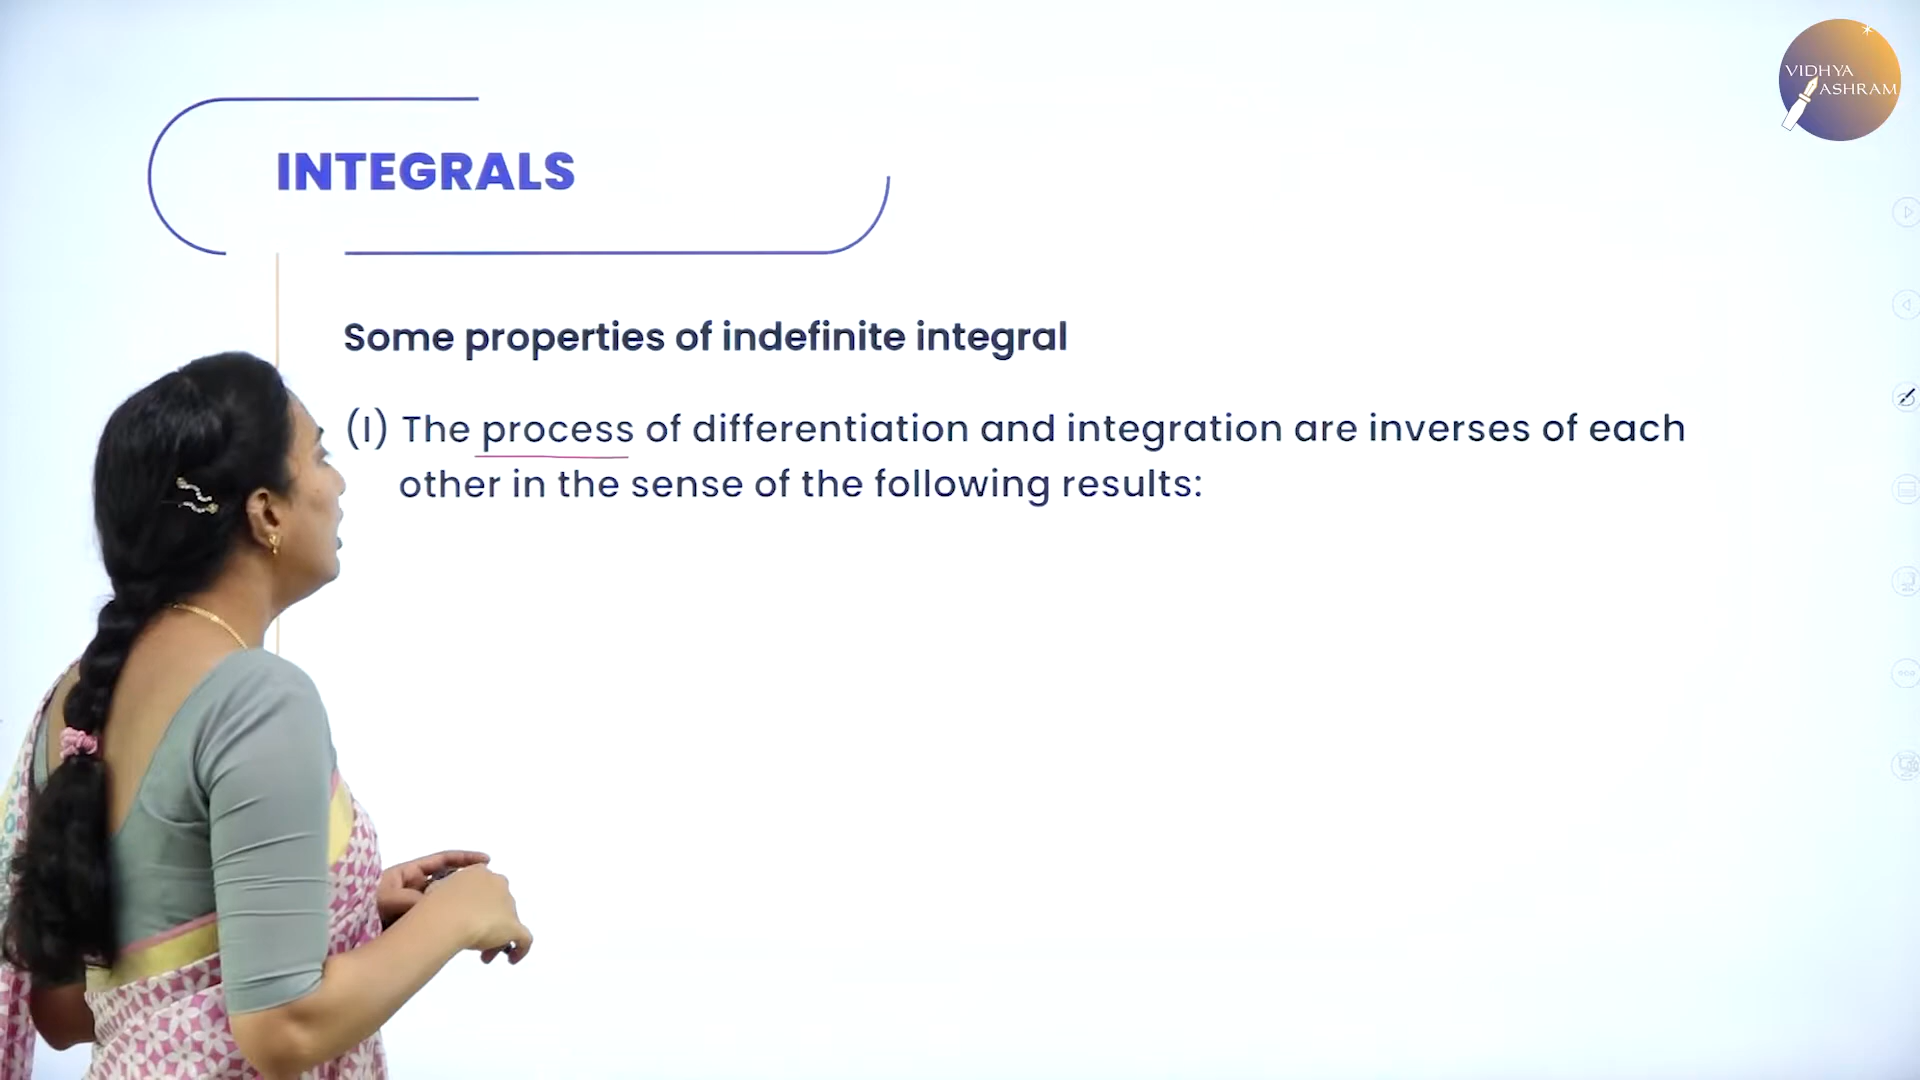 VIDHYA
ASHRAM
INTEGRALS
Some properties of indefinite integral
(I) The process of differentiation and integration are inverses of each
other in the sense of the following results: